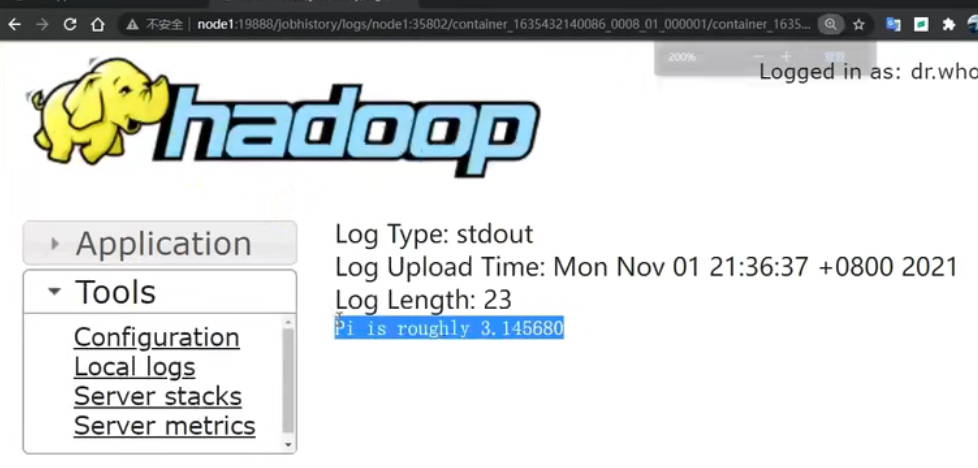 不安全 | node1:19888/jobhistory/logs/node1:35802/container_1635432140086_0008_01_000001/container_1635...
200%
Logged in as: dr.who
hadoop
Application
Log Type: stdout
Log Upload Time: Mon Nov 01 21:36:37 +0800 2021
Tools
Log Length: 23
Pi is roughly 3.145680
Configuration
Local logs
Server stacks
Server metrics